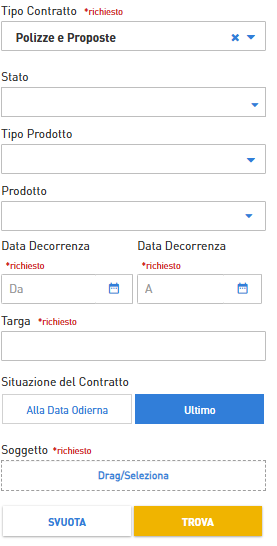 Tipo Contratto *richiesto
Polizze e Proposte
Stato
Tipo Prodotto
Prodotto
Data Decorrenza Data Decorrenza
*richiesto *richiesto
Da A
Targa *richiesto
Situazione del Contratto
Alla Data Odierna Ultimo
Soggetto *richiesto
Drag/Seleziona
SVUOTA TROVA